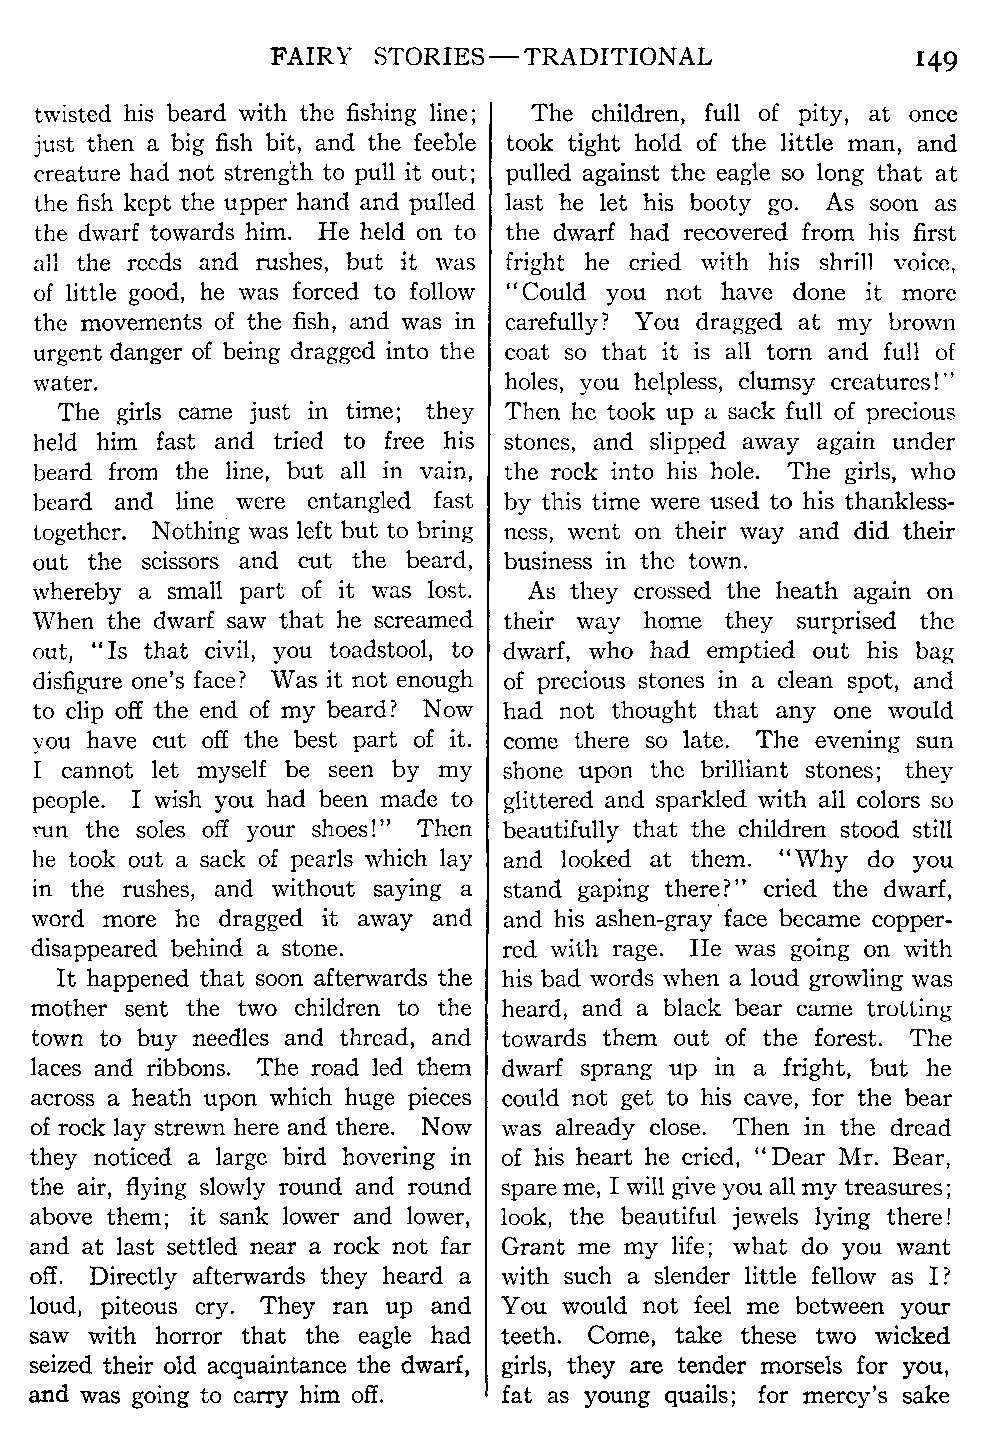 FAIRY STORIES—TRADITIONAL 149
twisted his beard with the fishing line;
just then a big fish bit, and the feeble
creature had not strength to pull it out;
the fish kept the upper hand and pulled
the dwarf towards him. He held on to
all the reeds and rushes, but it was
of little good, he was forced to follow
the movements of the fish, and was in
urgent danger of being dragged into the
water.
The girls came just in time; they
held him fast and tried to free his
beard from the line, but all in vain,
beard and line were entangled fast
together. Nothing was left but to bring
out the scissors and cut the beard,
whereby a small part of it was lost.
When the dwarf saw that he screamed
out, "Is that civil, you toadstool, to
disfigure one's face? Was it not enough
to clip off the end of my beard? Now
you have cut off the best part of it.
I cannot let myself be seen by my
people. I wish you had been made to
run the soles off your shoes!" Then
he took out a sack of pearls which lay
in the rushes, and without saying a
word more he dragged it away and
disappeared behind a stone.
It happened that soon afterwards the
mother sent the two children to the
town to buy needles and thread, and
laces and ribbons. The road led them
across a heath upon which huge pieces
of rock lay strewn here and there. Now
they noticed a large bird hovering in
the air, flying slowly round and round
above them; it sank lower and lower,
and at last settled near a rock not far
off. Directly afterwards they heard a
loud, piteous cry. They ran up and
saw with horror that the eagle had
seized their old acquaintance the dwarf,
and was going to carry him off.
The children, full of pity, at once
took tight hold of the little man, and
pulled against the eagle so long that at
last he let his booty go. As soon as
the dwarf had recovered from his first
fright he cried with his shrill voice,
"Could you not have done it more
carefully? You dragged at my brown
coat so that it is all torn and full of
holes, you helpless, clumsy creatures!"
Then he took up a sack full of precious
stones, and slipped away again under
the rock into his hole. The girls, who
by this time were used to his thankless-
ness, went on their way and did their
business in the town.
As they crossed the heath again on
their way home they surprised the
dwarf, who had emptied out his bag
of precious stones in a clean spot, and
had not thought that any one would
come there so late. The evening sun
shone upon the brilliant stones; they
glittered and sparkled with all colors so
beautifully that the children stood still
and looked at them. "Why do you
stand gaping there?" cried the dwarf,
and his ashen-gray face became copper-
red with rage. He was going on with
his bad words when a loud growling was
heard, and a black bear came trotting
towards them out of the forest. The
dwarf sprang up in a fright, but he
could not get to his cave, for the bear
was already close. Then in the dread
of his heart he cried, "Dear Mr. Bear,
spare me, I will give you all my treasures;
look, the beautiful jewels lying there!
Grant me my life; what do you want
with such a slender little fellow as I?
You would not feel me between your
teeth. Come, take these two wicked
girls, they are tender morsels for you,
fat as young quails; for mercy's sake